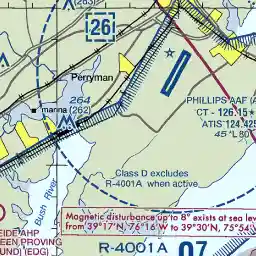 (263)
26
Perryman
264
(262)
marina
PHILLIPS AAF (A
CT - 126.15
ATIS 124.425
45 L 80
Class D excludes
R-4001A when active
Bush River
Magnetic disturbance up to 8° exists at sea leve
from 39°17'N, 76°16'W to 39°30'N, 75°54'
EIDE AHP
EEN PROVING
UND) (EDG)
R-4001A
07